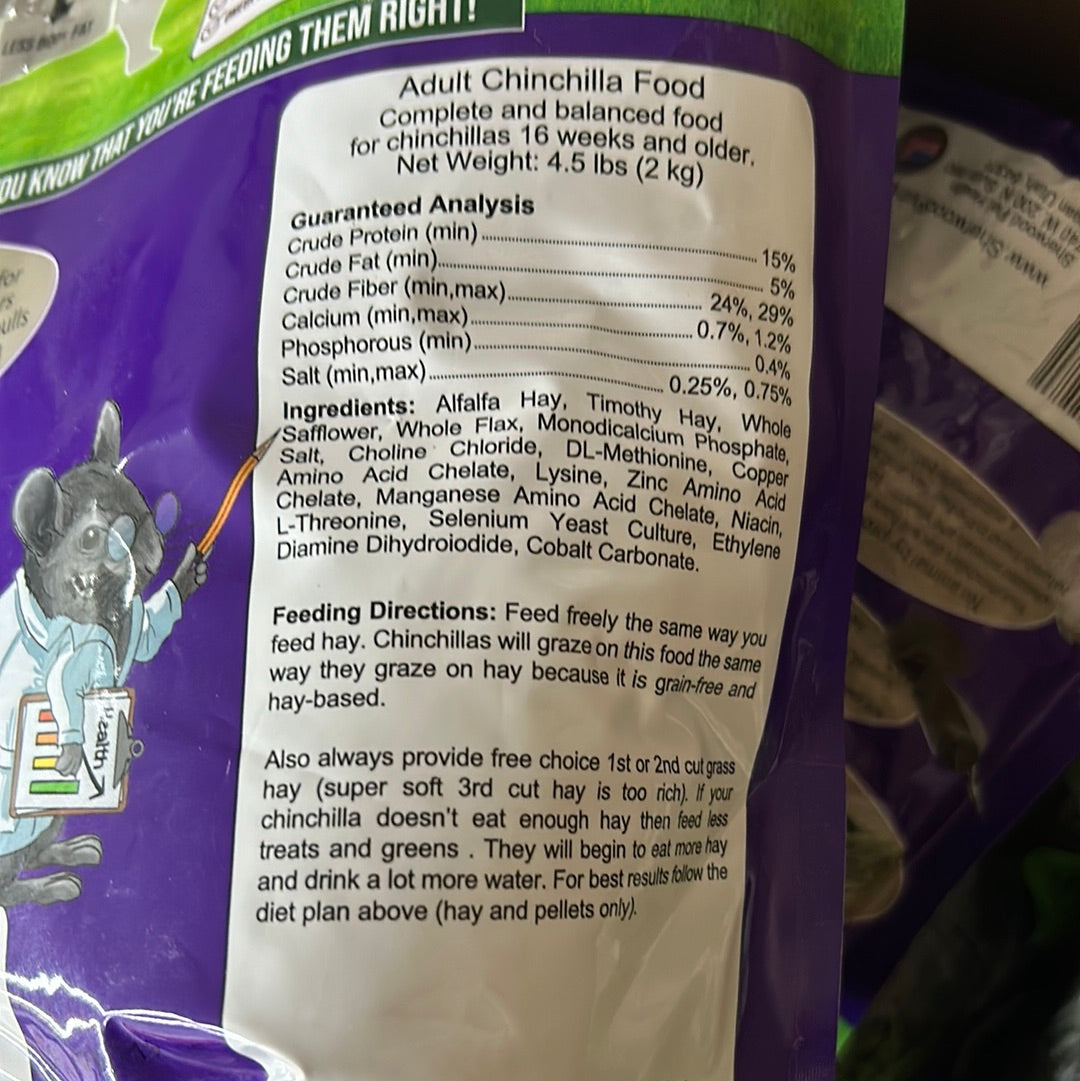 LESS BODY FAT
YOU KNOW THAT YOU'RE FEEDING THEM RIGHT!
Adult Chinchilla Food
Complete and balanced food
for chinchillas 16 weeks and older.
Net Weight: 4.5 lbs (2 kg)
Guaranteed Analysis
Crude Protein (min) 15%
Crude Fat (min) 5%
Crude Fiber (min,max) 24%, 29%
Calcium (min,max) 0.7%, 1.2%
Phosphorous (min) 0.4%
Salt (min,max) 0.25%, 0.75%
Ingredients: Alfalfa Hay, Timothy Hay, Whole
Safflower, Whole Flax, Monodicalcium Phosphate,
Salt, Choline Chloride, DL-Methionine, Copper
Amino Acid Chelate, Lysine, Zinc Amino Acid
Chelate, Manganese Amino Acid Chelate, Niacin,
L-Threonine, Selenium Yeast Culture, Ethylene
Diamine Dihydroiodide, Cobalt Carbonate.
Feeding Directions: Feed freely the same way you
feed hay. Chinchillas will graze on this food the same
way they graze on hay because it is grain-free and
hay-based.
Also always provide free choice 1st or 2nd cut grass
hay (super soft 3rd cut hay is too rich). If your
chinchilla doesn't eat enough hay then feed less
treats and greens . They will begin to eat more hay
and drink a lot more water. For best results follow the
diet plan above (hay and pellets only).
for
Health